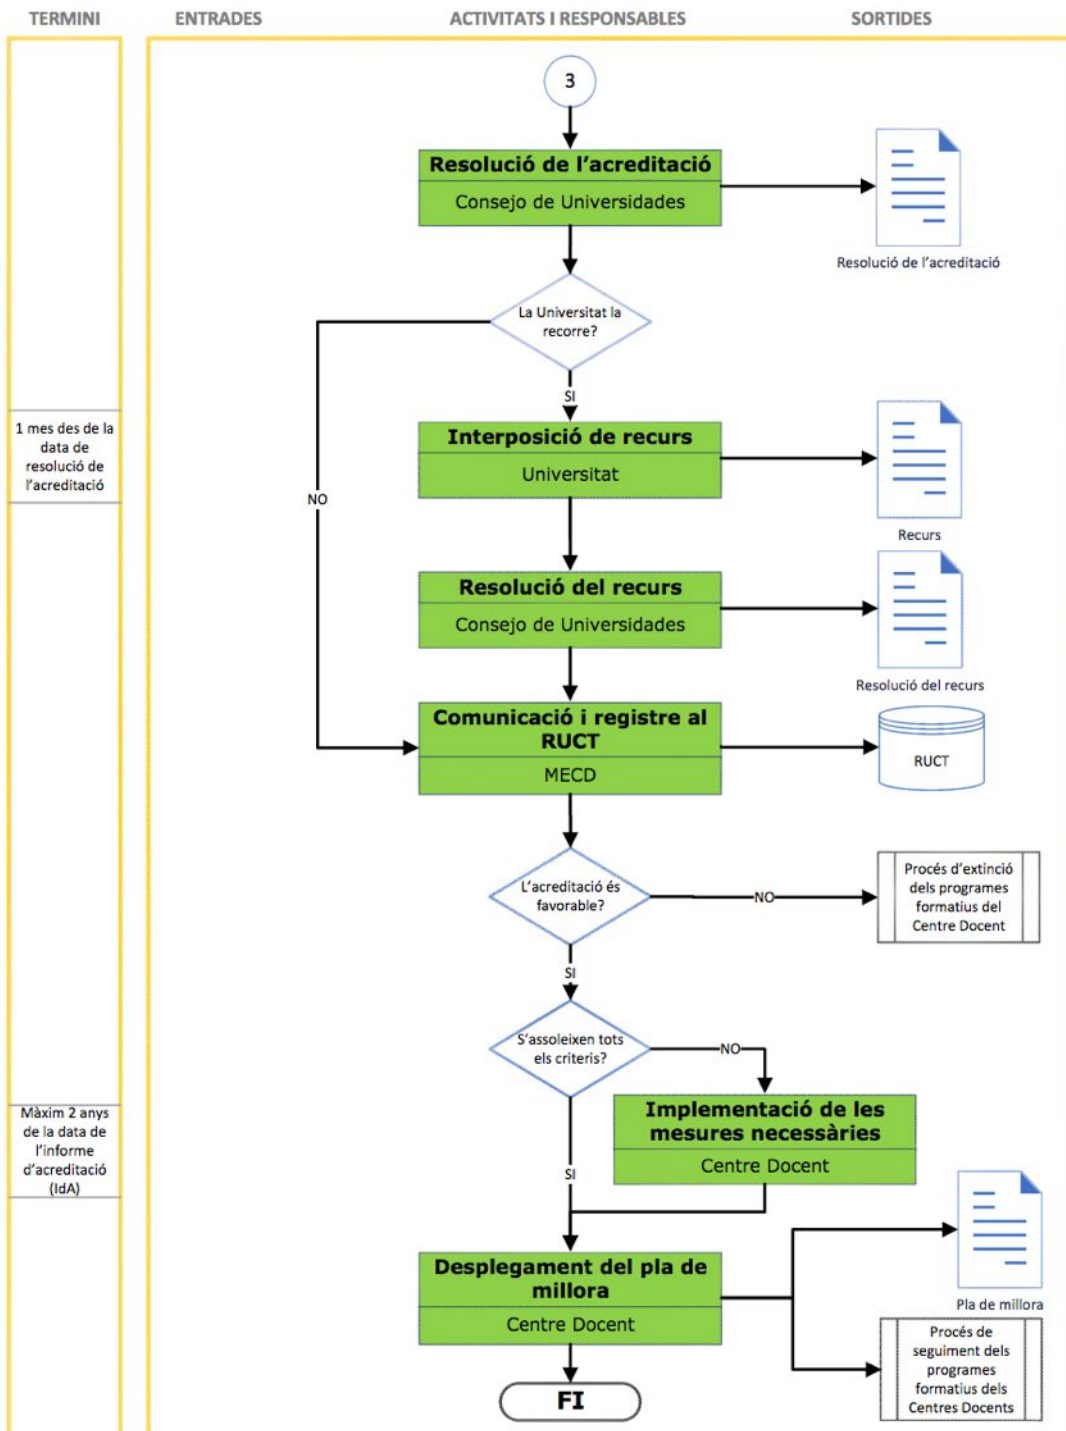 TERMINI
ENTRADES
ACTIVITATS I RESPONSABLES
SORTIDES
3
Resolució de l'acreditació
Consejo de Universidades
Resolució de l'acreditació
La Universitat la
recorre?
SI
NO
1 mes des de la
data de
resolució de
l'acreditació
Interposició de recurs
Universitat
Recurs
Resolució del recurs
Consejo de Universidades
Resolució del recurs
Comunicació i registre al
RUCT
MECD
RUCT
L'acreditació és
favorable?
NO
Procés d'extinció
dels programes
formatius del
Centre Docent
SI
S'assoleixen tots
els criteris?
NO
Màxim 2 anys
de la data de
l'informe
d'acreditació
(IdA)
Implementació de les
mesures necessàries
Centre Docent
SI
Desplegament del pla de
millora
Centre Docent
Pla de millora
Procés de
seguiment dels
programes
formatius dels
Centres Docents
FI